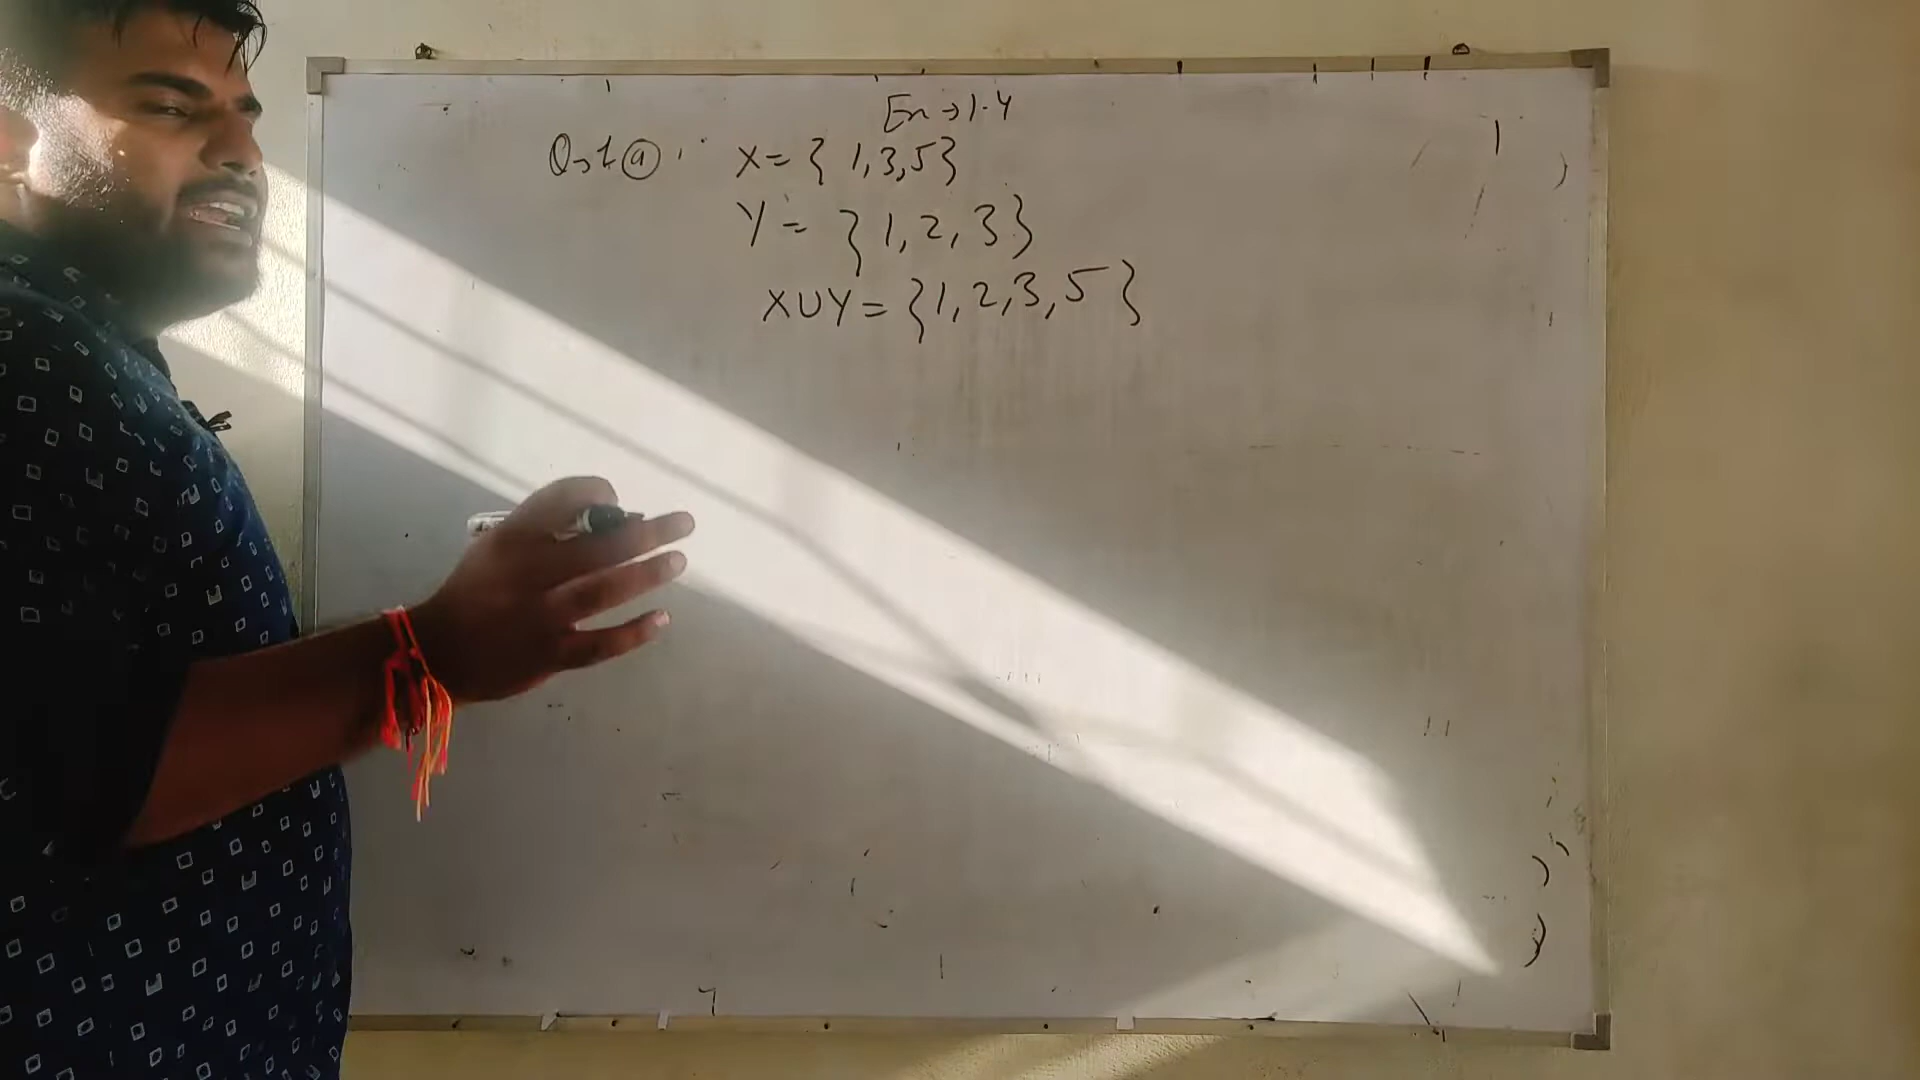 Ex → 1.4
Q → 1 (a) . X = { 1, 3, 5 }
Y = { 1, 2, 3 }
X ∪ Y = { 1, 2, 3, 5 }